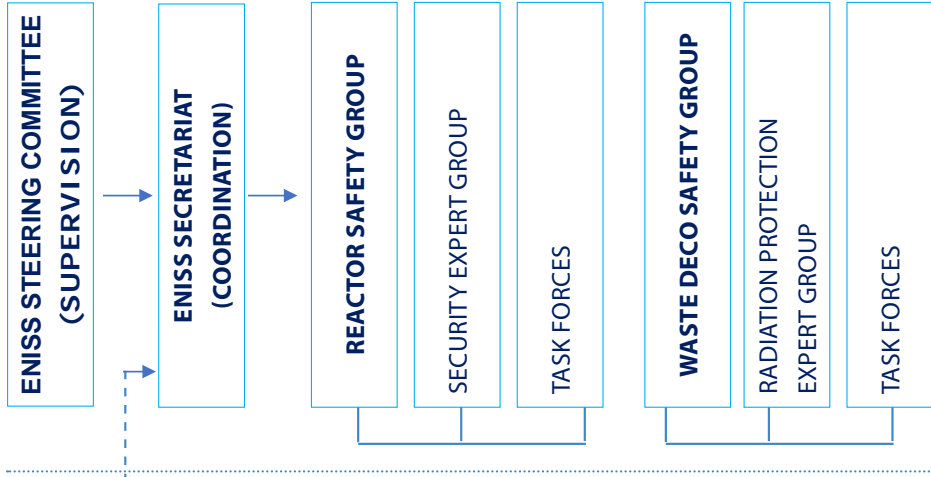 ENISS STEERING COMMITTEE
(SUPERVISION)
ENISS SECRETARIAT
(COORDINATION)
REACTOR SAFETY GROUP
SECURITY EXPERT GROUP
TASK FORCES
WASTE DECO SAFETY GROUP
RADIATION PROTECTION
EXPERT GROUP
TASK FORCES